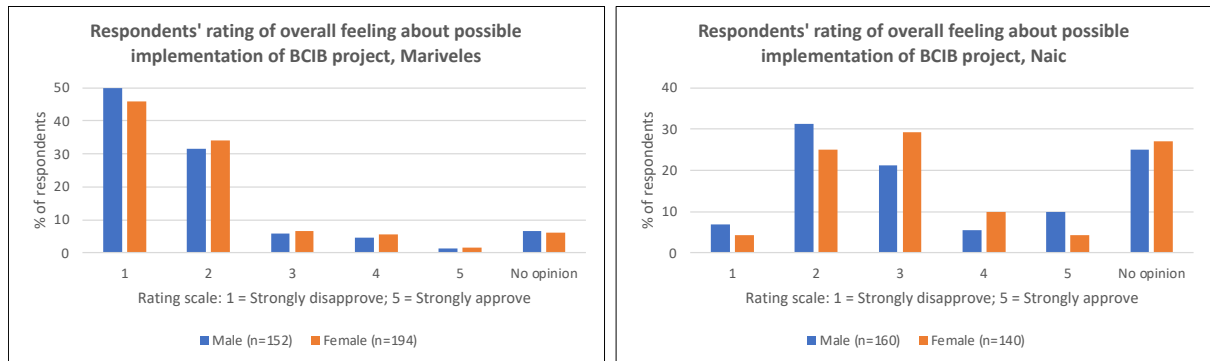 Respondents' rating of overall feeling about possible
implementation of BCIB project, Mariveles
% of respondents
50
40
30
20
10
0
1 2 3 4 5 No opinion
Rating scale: 1 = Strongly disapprove; 5 = Strongly approve
Male (n=152) Female (n=194)
Respondents' rating of overall feeling about possible
implementation of BCIB project, Naic
% of respondents
40
30
20
10
0
1 2 3 4 5 No opinion
Rating scale: 1 = Strongly disapprove; 5 = Strongly approve
Male (n=160) Female (n=140)